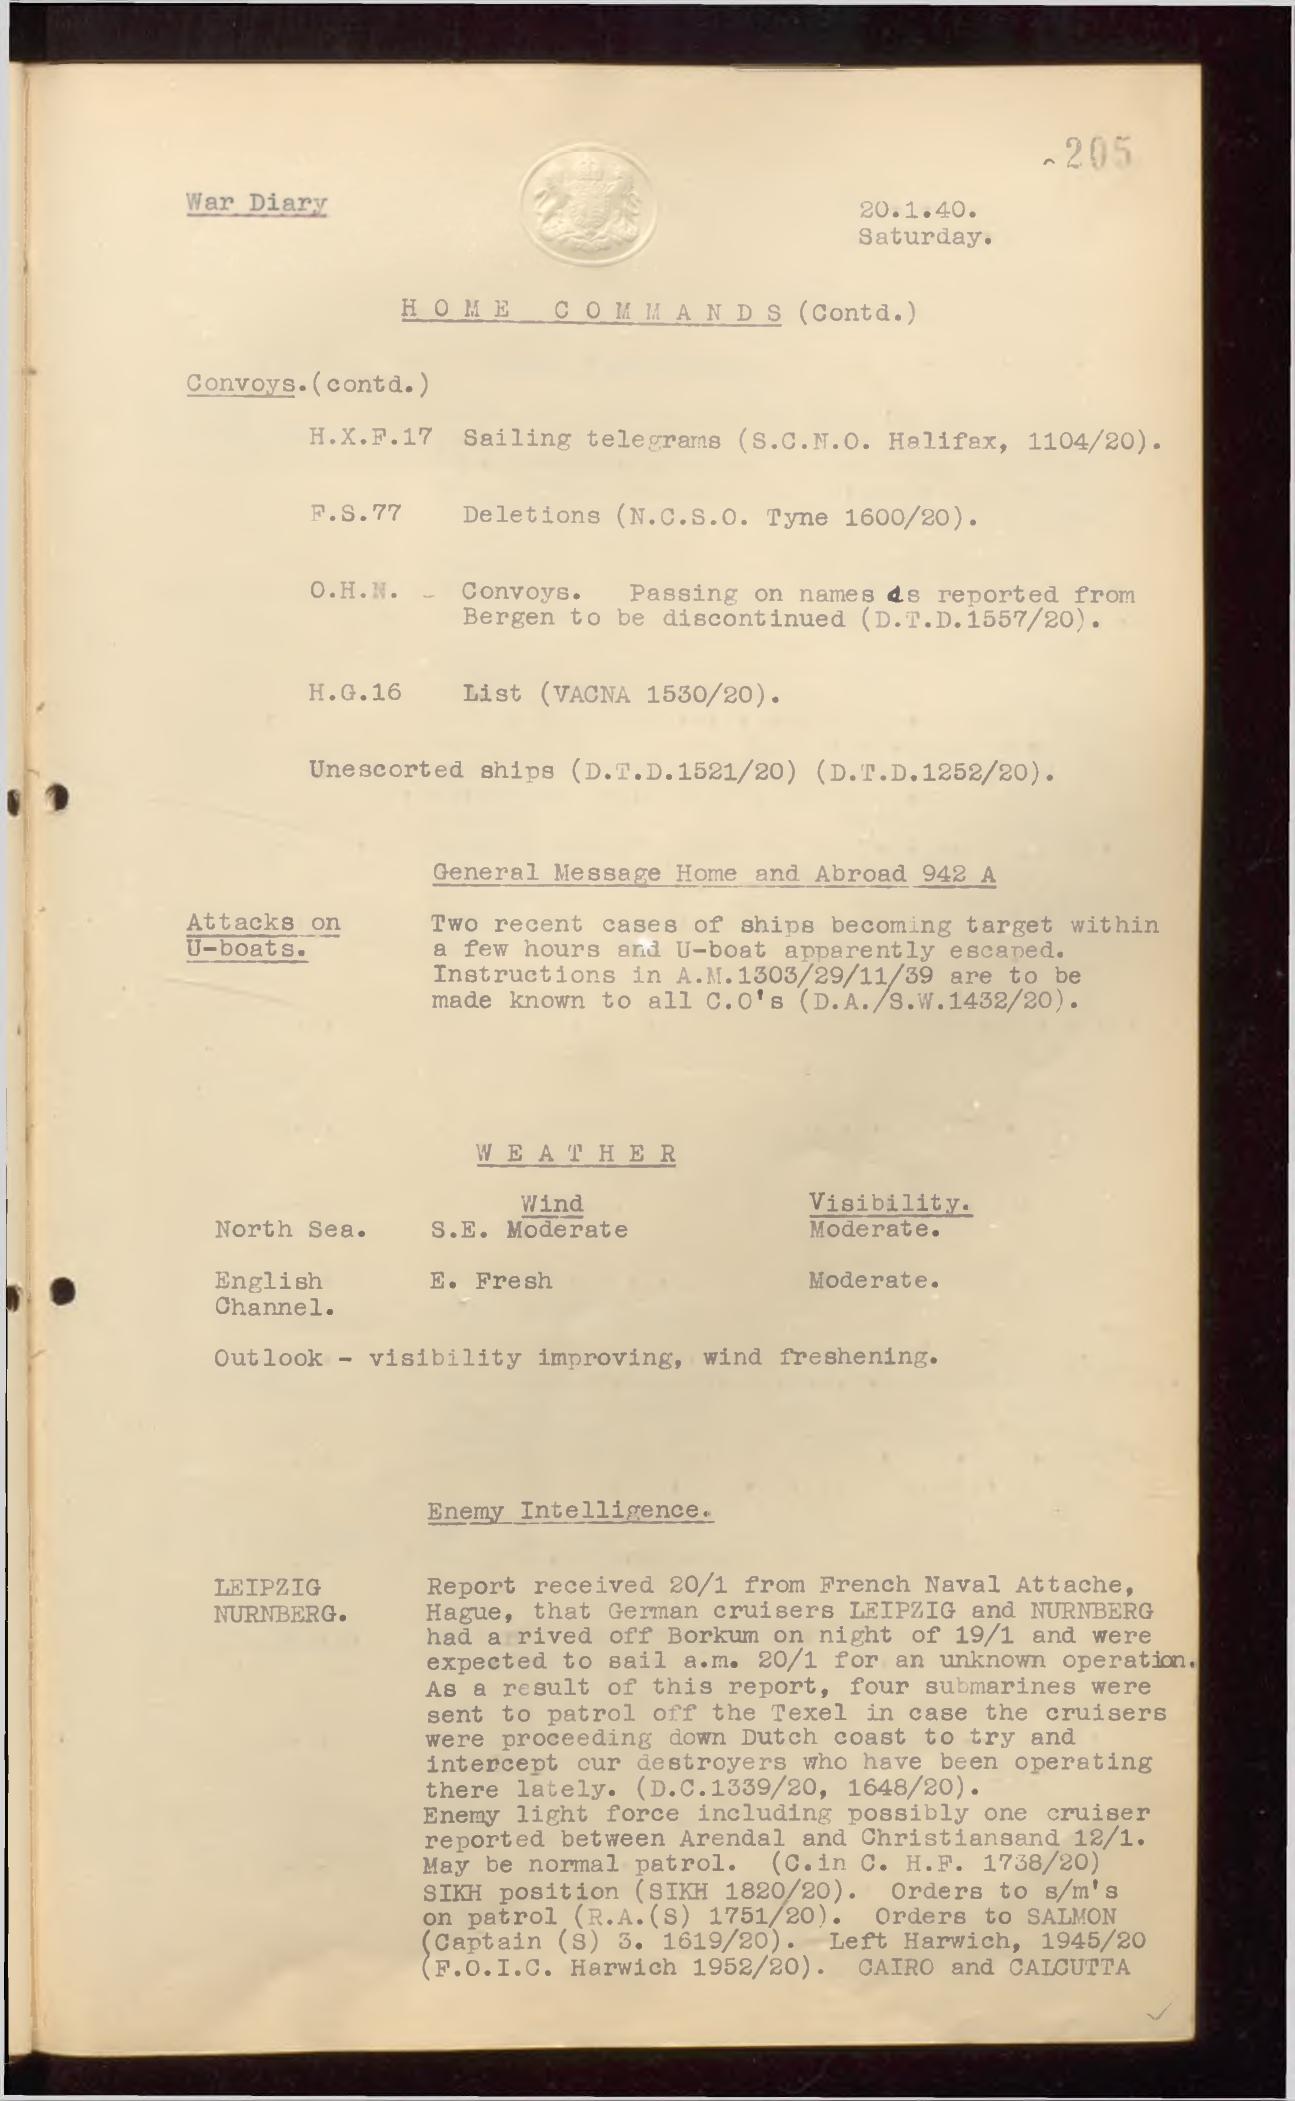 205
War Diary
20.1.40.
Saturday.
HOME COMMANDS (Contd.)
Convoys.(contd.)
H.X.F.17 Sailing telegrams (S.C.N.O. Halifax, 1104/20).
F.S.77 Deletions (N.C.S.O. Tyne 1600/20).
O.H.N. - Convoys. Passing on names as reported from
Bergen to be discontinued (D.T.D.1557/20).
H.G.16 List (VACNA 1530/20).
Unescorted ships (D.T.D.1521/20) (D.T.D.1252/20).
General Message Home and Abroad 942 A
Attacks on Two recent cases of ships becoming target within
U-boats. a few hours and U-boat apparently escaped.
Instructions in A.M.1303/29/11/39 are to be
made known to all C.O's (D.A./S.W.1432/20).
WEATHER
Wind Visibility.
North Sea. S.E. Moderate Moderate.
English E. Fresh Moderate.
Channel.
Outlook - visibility improving, wind freshening.
Enemy Intelligence.
LEIPZIG Report received 20/1 from French Naval Attache,
NURNBERG. Hague, that German cruisers LEIPZIG and NURNBERG
had a rived off Borkum on night of 19/1 and were
expected to sail a.m. 20/1 for an unknown operation.
As a result of this report, four submarines were
sent to patrol off the Texel in case the cruisers
were proceeding down Dutch coast to try and
intercept our destroyers who have been operating
there lately. (D.C.1339/20, 1648/20).
Enemy light force including possibly one cruiser
reported between Arendal and Christiansand 12/1.
May be normal patrol. (C.in C. H.F. 1738/20)
SIKH position (SIKH 1820/20). Orders to s/m's
on patrol (R.A.(S) 1751/20). Orders to SALMON
(Captain (S) 3. 1619/20). Left Harwich, 1945/20
(F.O.I.C. Harwich 1952/20). CAIRO and CALCUTTA